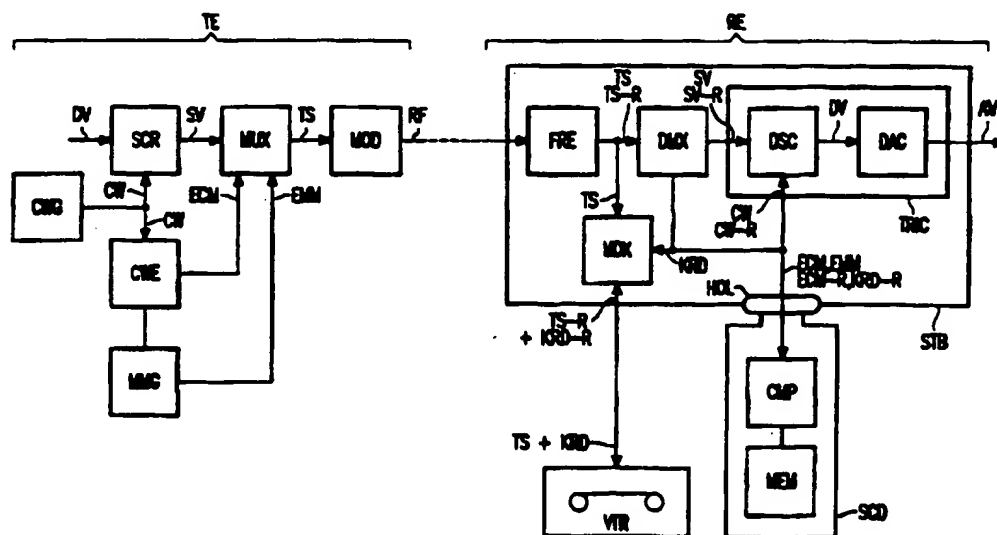 TE
RE
DV
SCR
SV
MUX
TS
MOD
RF
CW
ECM
EMM
CWG
CW
CWE
MMG
FRE
TS
TS-R
DMX
SV
SV-R
DSC
DV
DAC
AV
TS
CW
CW-R
MDX
KRD
ECM,EMM
ECM-R,KRD-R
HOL
STB
TS-R
+ KRD-R
CMP
MEM
SCD
TS + KRD
VTR